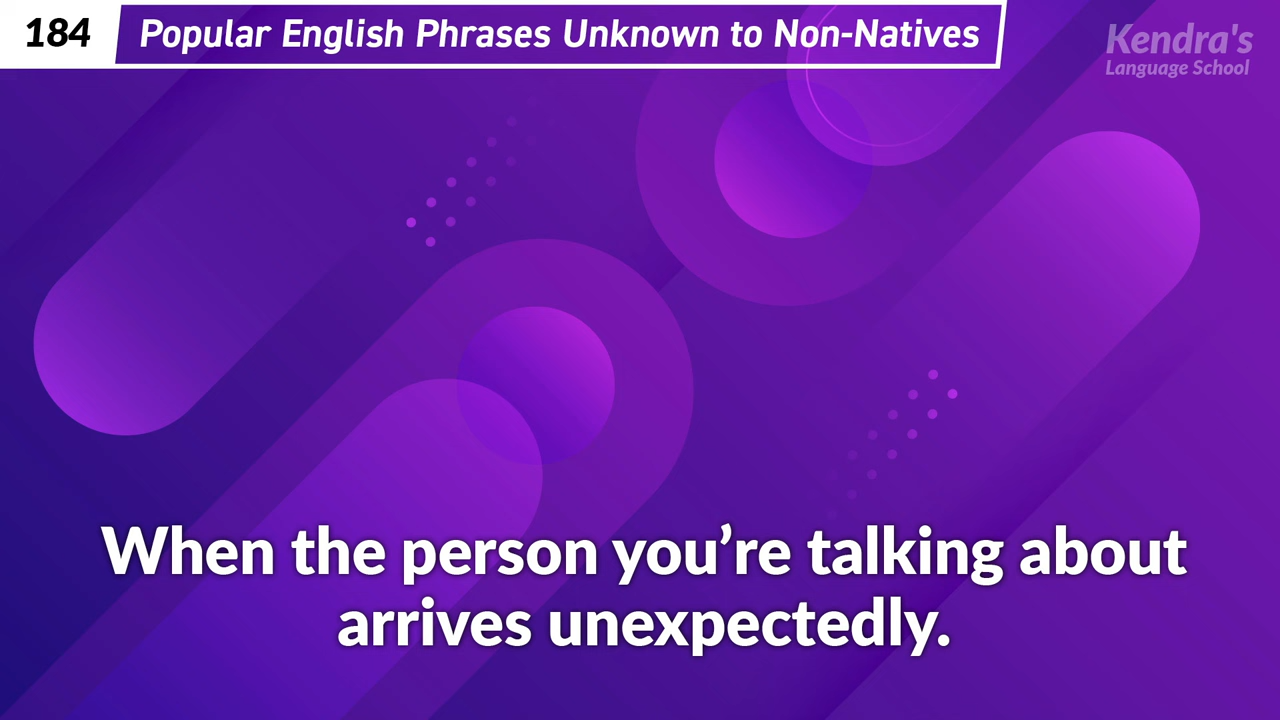 184
Popular English Phrases Unknown to Non-Natives
Kendra's
Language School
When the person you’re talking about
arrives unexpectedly.